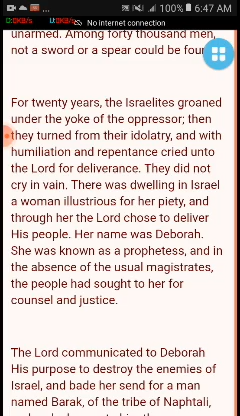 0KB/s 0KB/s 100% 6:47 AM
No internet connection
unarmed. Among forty thousand men,
not a sword or a spear could be
For twenty years, the Israelites groaned
under the yoke of the oppressor; then
they turned from their idolatry, and with
humiliation and repentance cried unto
the Lord for deliverance. They did not
cry in vain. There was dwelling in Israel
a woman illustrious for her piety, and
through her the Lord chose to deliver
His people. Her name was Deborah.
She was known as a prophetess, and in
the absence of the usual magistrates,
the people had sought to her for
counsel and justice.
The Lord communicated to Deborah
His purpose to destroy the enemies of
Israel, and bade her send for a man
named Barak, of the tribe of Naphtali,